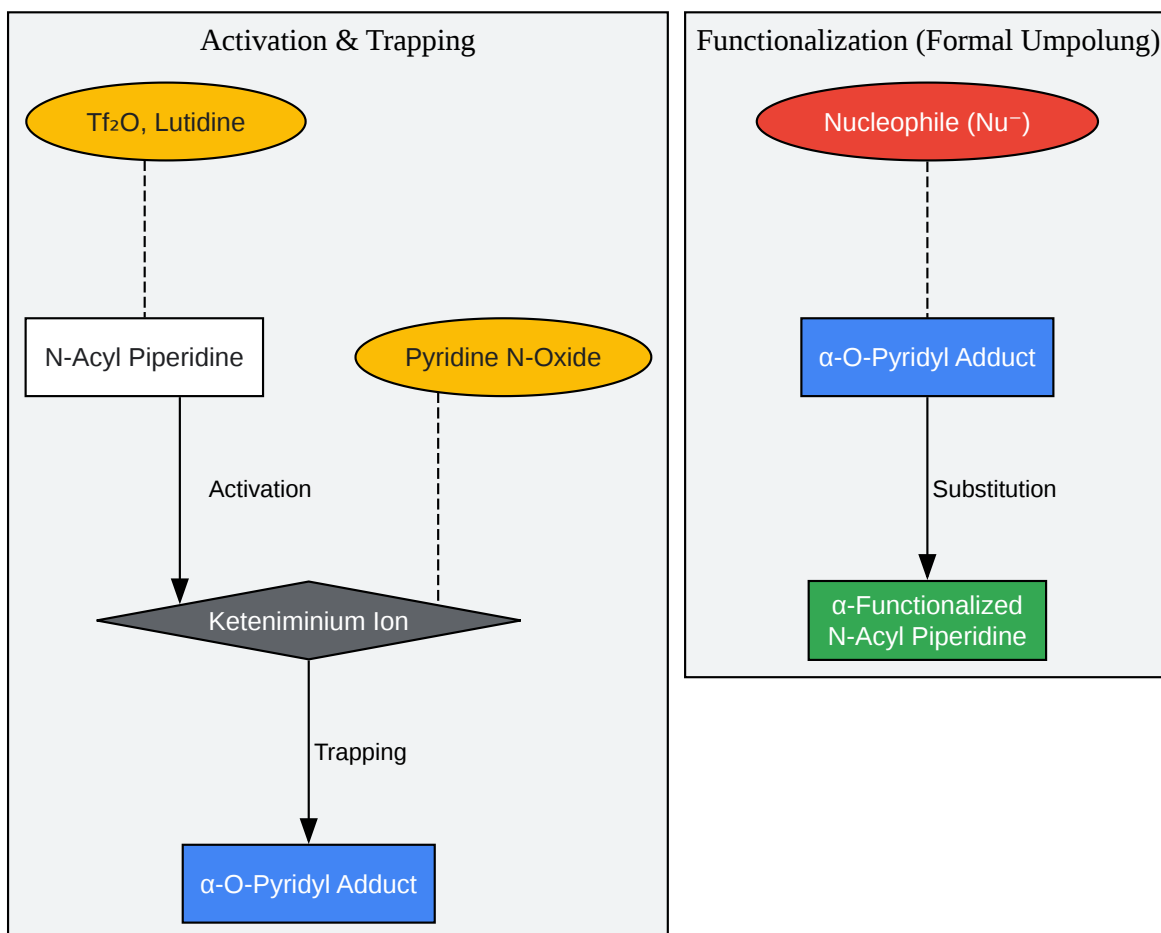 Activation & Trapping
Tf₂O, Lutidine
N-Acyl Piperidine
Pyridine N-Oxide
Activation
Keteniminium Ion
Trapping
α-O-Pyridyl Adduct
Functionalization (Formal Umpolung)
Nucleophile (Nu⁻)
α-O-Pyridyl Adduct
Substitution
α-Functionalized
N-Acyl Piperidine